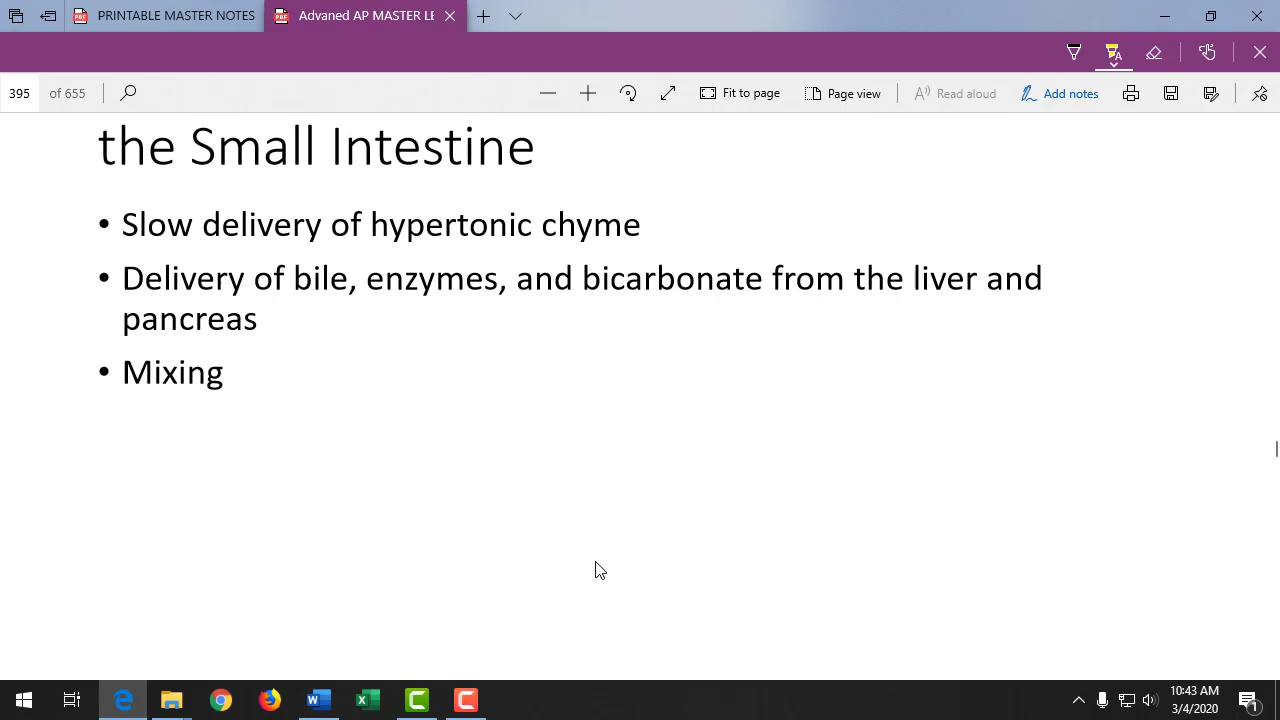 PRINTABLE MASTER NOTES
Advaned AP MASTER LE
395 of 655
Fit to page
Page view
Read aloud
Add notes
the Small Intestine
• Slow delivery of hypertonic chyme
• Delivery of bile, enzymes, and bicarbonate from the liver and
pancreas
• Mixing
10:43 AM
3/4/2020
1